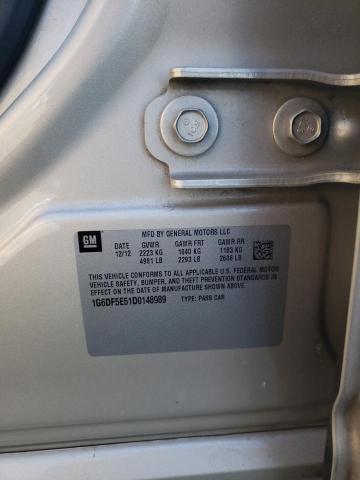 GM
MFD BY GENERAL MOTORS LLC
DATE GVWR GAWR FRT GAWR RR
12/12 2223 KG 1040 KG 1183 KG
4901 LB 2293 LB 2608 LB
THIS VEHICLE CONFORMS TO ALL APPLICABLE U.S. FEDERAL
VEHICLE SAFETY, BUMPER, AND THEFT PREVENTION STANDARDS IN
EFFECT ON THE DATE OF MANUFACTURE SHOWN ABOVE.
1G6DF5E51D0148989 TYPE: PASS CAR